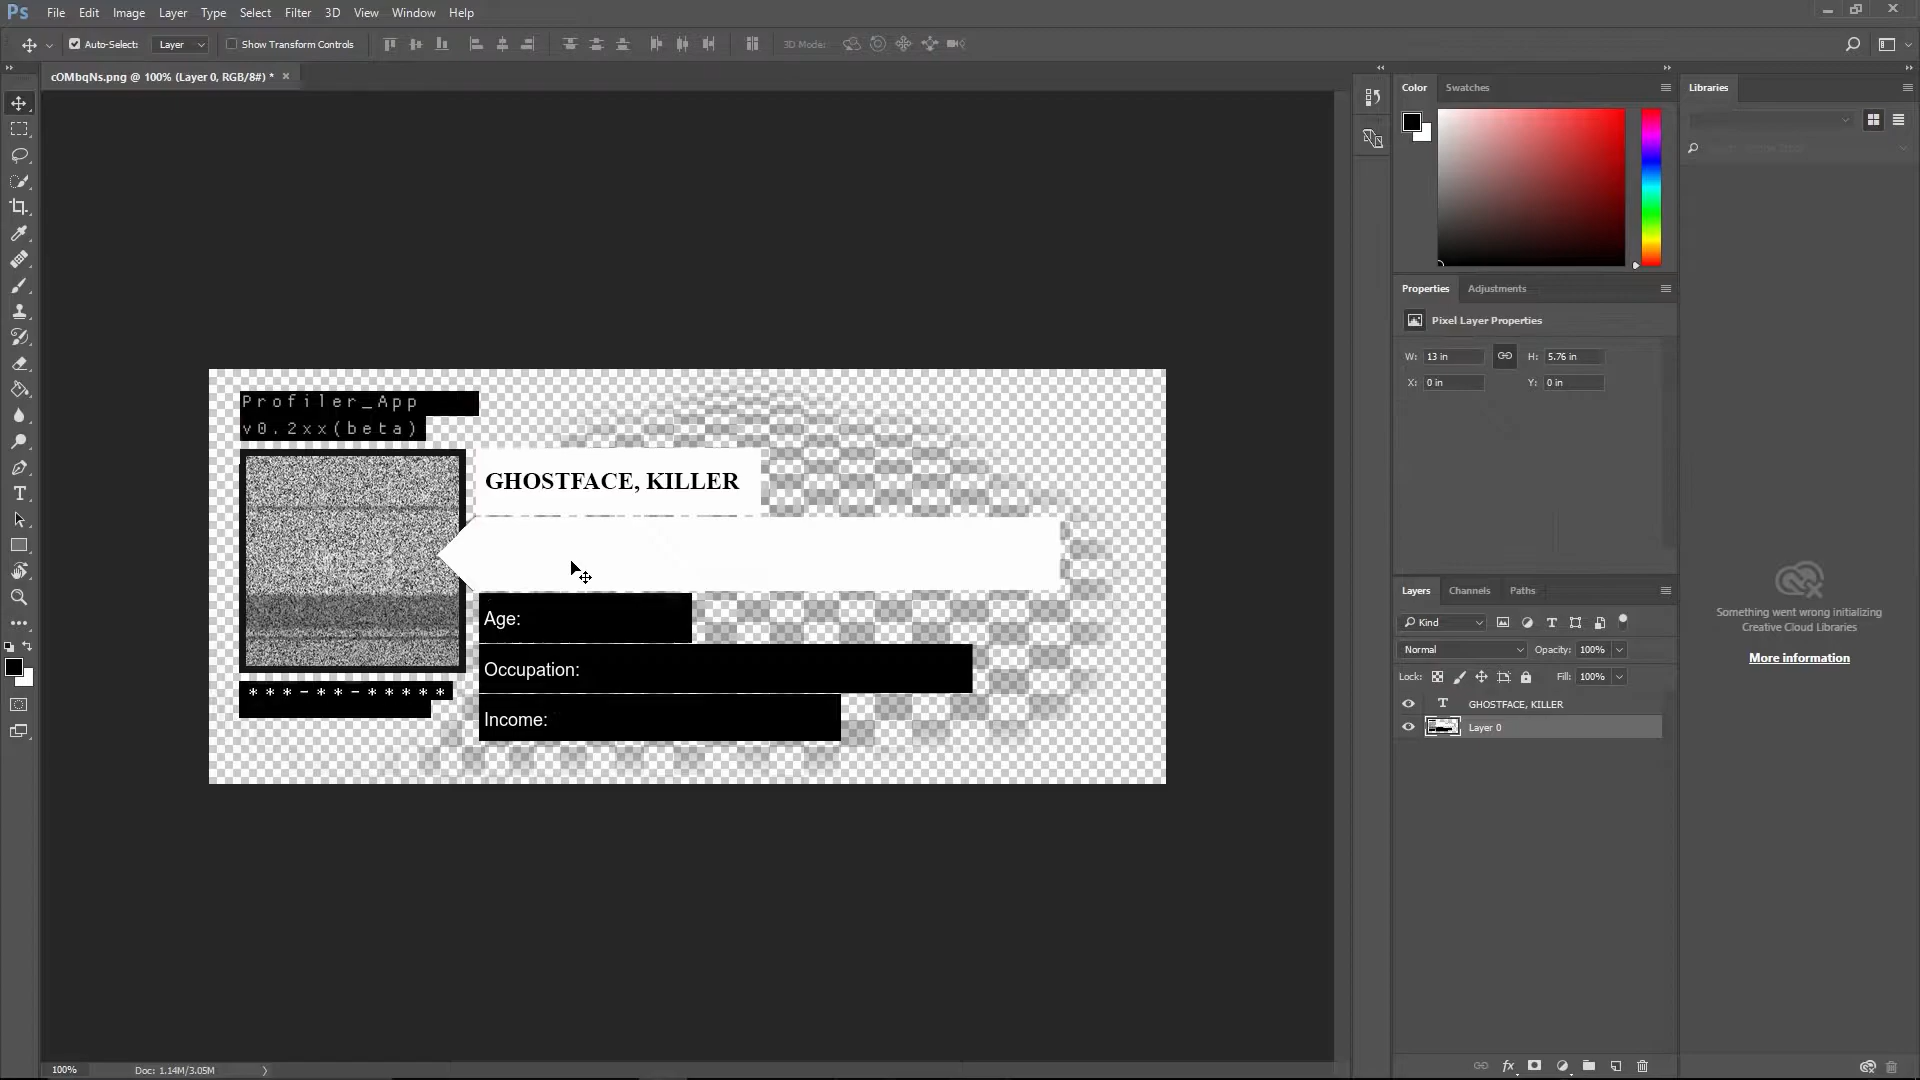 Ps File Edit Image Layer Type Select Filter 3D View Window Help
Auto-Select: Layer Show Transform Controls 3D Mode:
cOMbqNs.png @ 100% (Layer 0, RGB/8#) * ×
Color Swatches
Libraries
Profiler_App
v0.2xx(beta)
GHOSTFACE, KILLER
Age:
Occupation:
Income:
***-**-*****
Properties Adjustments
Pixel Layer Properties
W: 13 in H: 5.76 in
X: 0 in Y: 0 in
Layers Channels Paths
Kind
Normal Opacity: 100%
Lock: Fill: 100%
GHOSTFACE, KILLER
Layer 0
Something went wrong initializing
Creative Cloud Libraries
More information
100% Doc: 1.14M/3.05M